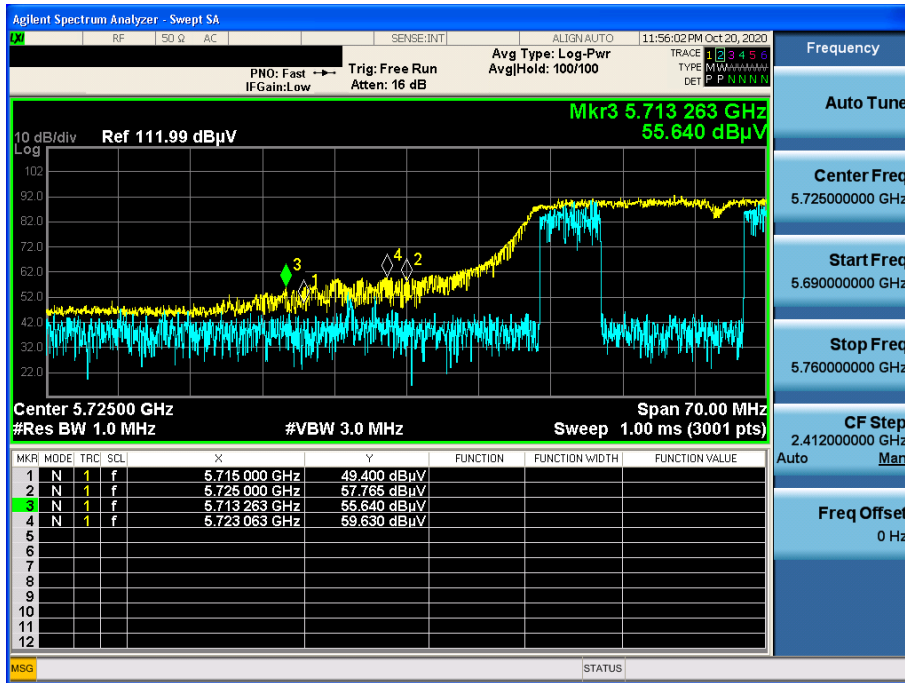 Agilent Spectrum Analyzer - Swept SA
LXI RF 50 Ω AC SENSE:INT ALIGN AUTO 11:56:02 PM Oct 20, 2020
PNO: Fast Trig: Free Run Avg Type: Log-Pwr TRACE 1 2 3 4 5 6
IFGain:Low Atten: 16 dB Avg|Hold: 100/100 TYPE M W
DET P P N N N N
Mkr3 5.713 263 GHz
55.640 dBµV
10 dB/div Ref 111.99 dBµV
Log
102
92.0
82.0
72.0
62.0
52.0
42.0
32.0
22.0
3
1
4
2
Center 5.72500 GHz Span 70.00 MHz
#Res BW 1.0 MHz #VBW 3.0 MHz Sweep 1.00 ms (3001 pts)
MKR MODE TRC SCL X Y FUNCTION FUNCTION WIDTH FUNCTION VALUE
1 N 1 f 5.715 000 GHz 49.400 dBµV
2 N 1 f 5.725 000 GHz 57.765 dBµV
3 N 1 f 5.713 263 GHz 55.640 dBµV
4 N 1 f 5.723 063 GHz 59.630 dBµV
5
6
7
8
9
10
11
12
MSG STATUS
Frequency
Auto Tune
Center Freq
5.725000000 GHz
Start Freq
5.690000000 GHz
Stop Freq
5.760000000 GHz
CF Step
2.412000000 GHz
Auto Man
Freq Offset
0 Hz